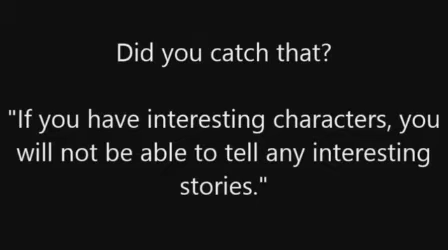 Did you catch that?
"If you have interesting characters, you
will not be able to tell any interesting
stories."